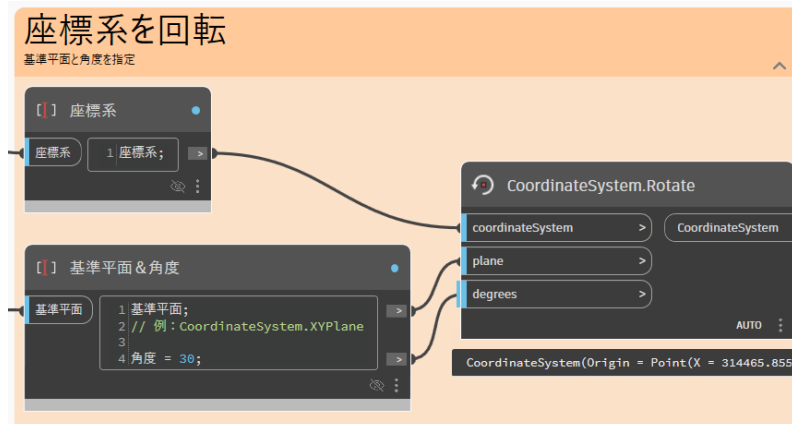 座標系を回転
基準平面と角度を指定
[I] 座標系
座標系
1 座標系;
>
[I] 基準平面＆角度
基準平面
1 基準平面;
2 // 例：CoordinateSystem.XYPlane
3
4 角度 = 30;
>
>
CoordinateSystem.Rotate
coordinateSystem >
CoordinateSystem
plane >
degrees >
AUTO
CoordinateSystem(Origin = Point(X = 314465.855